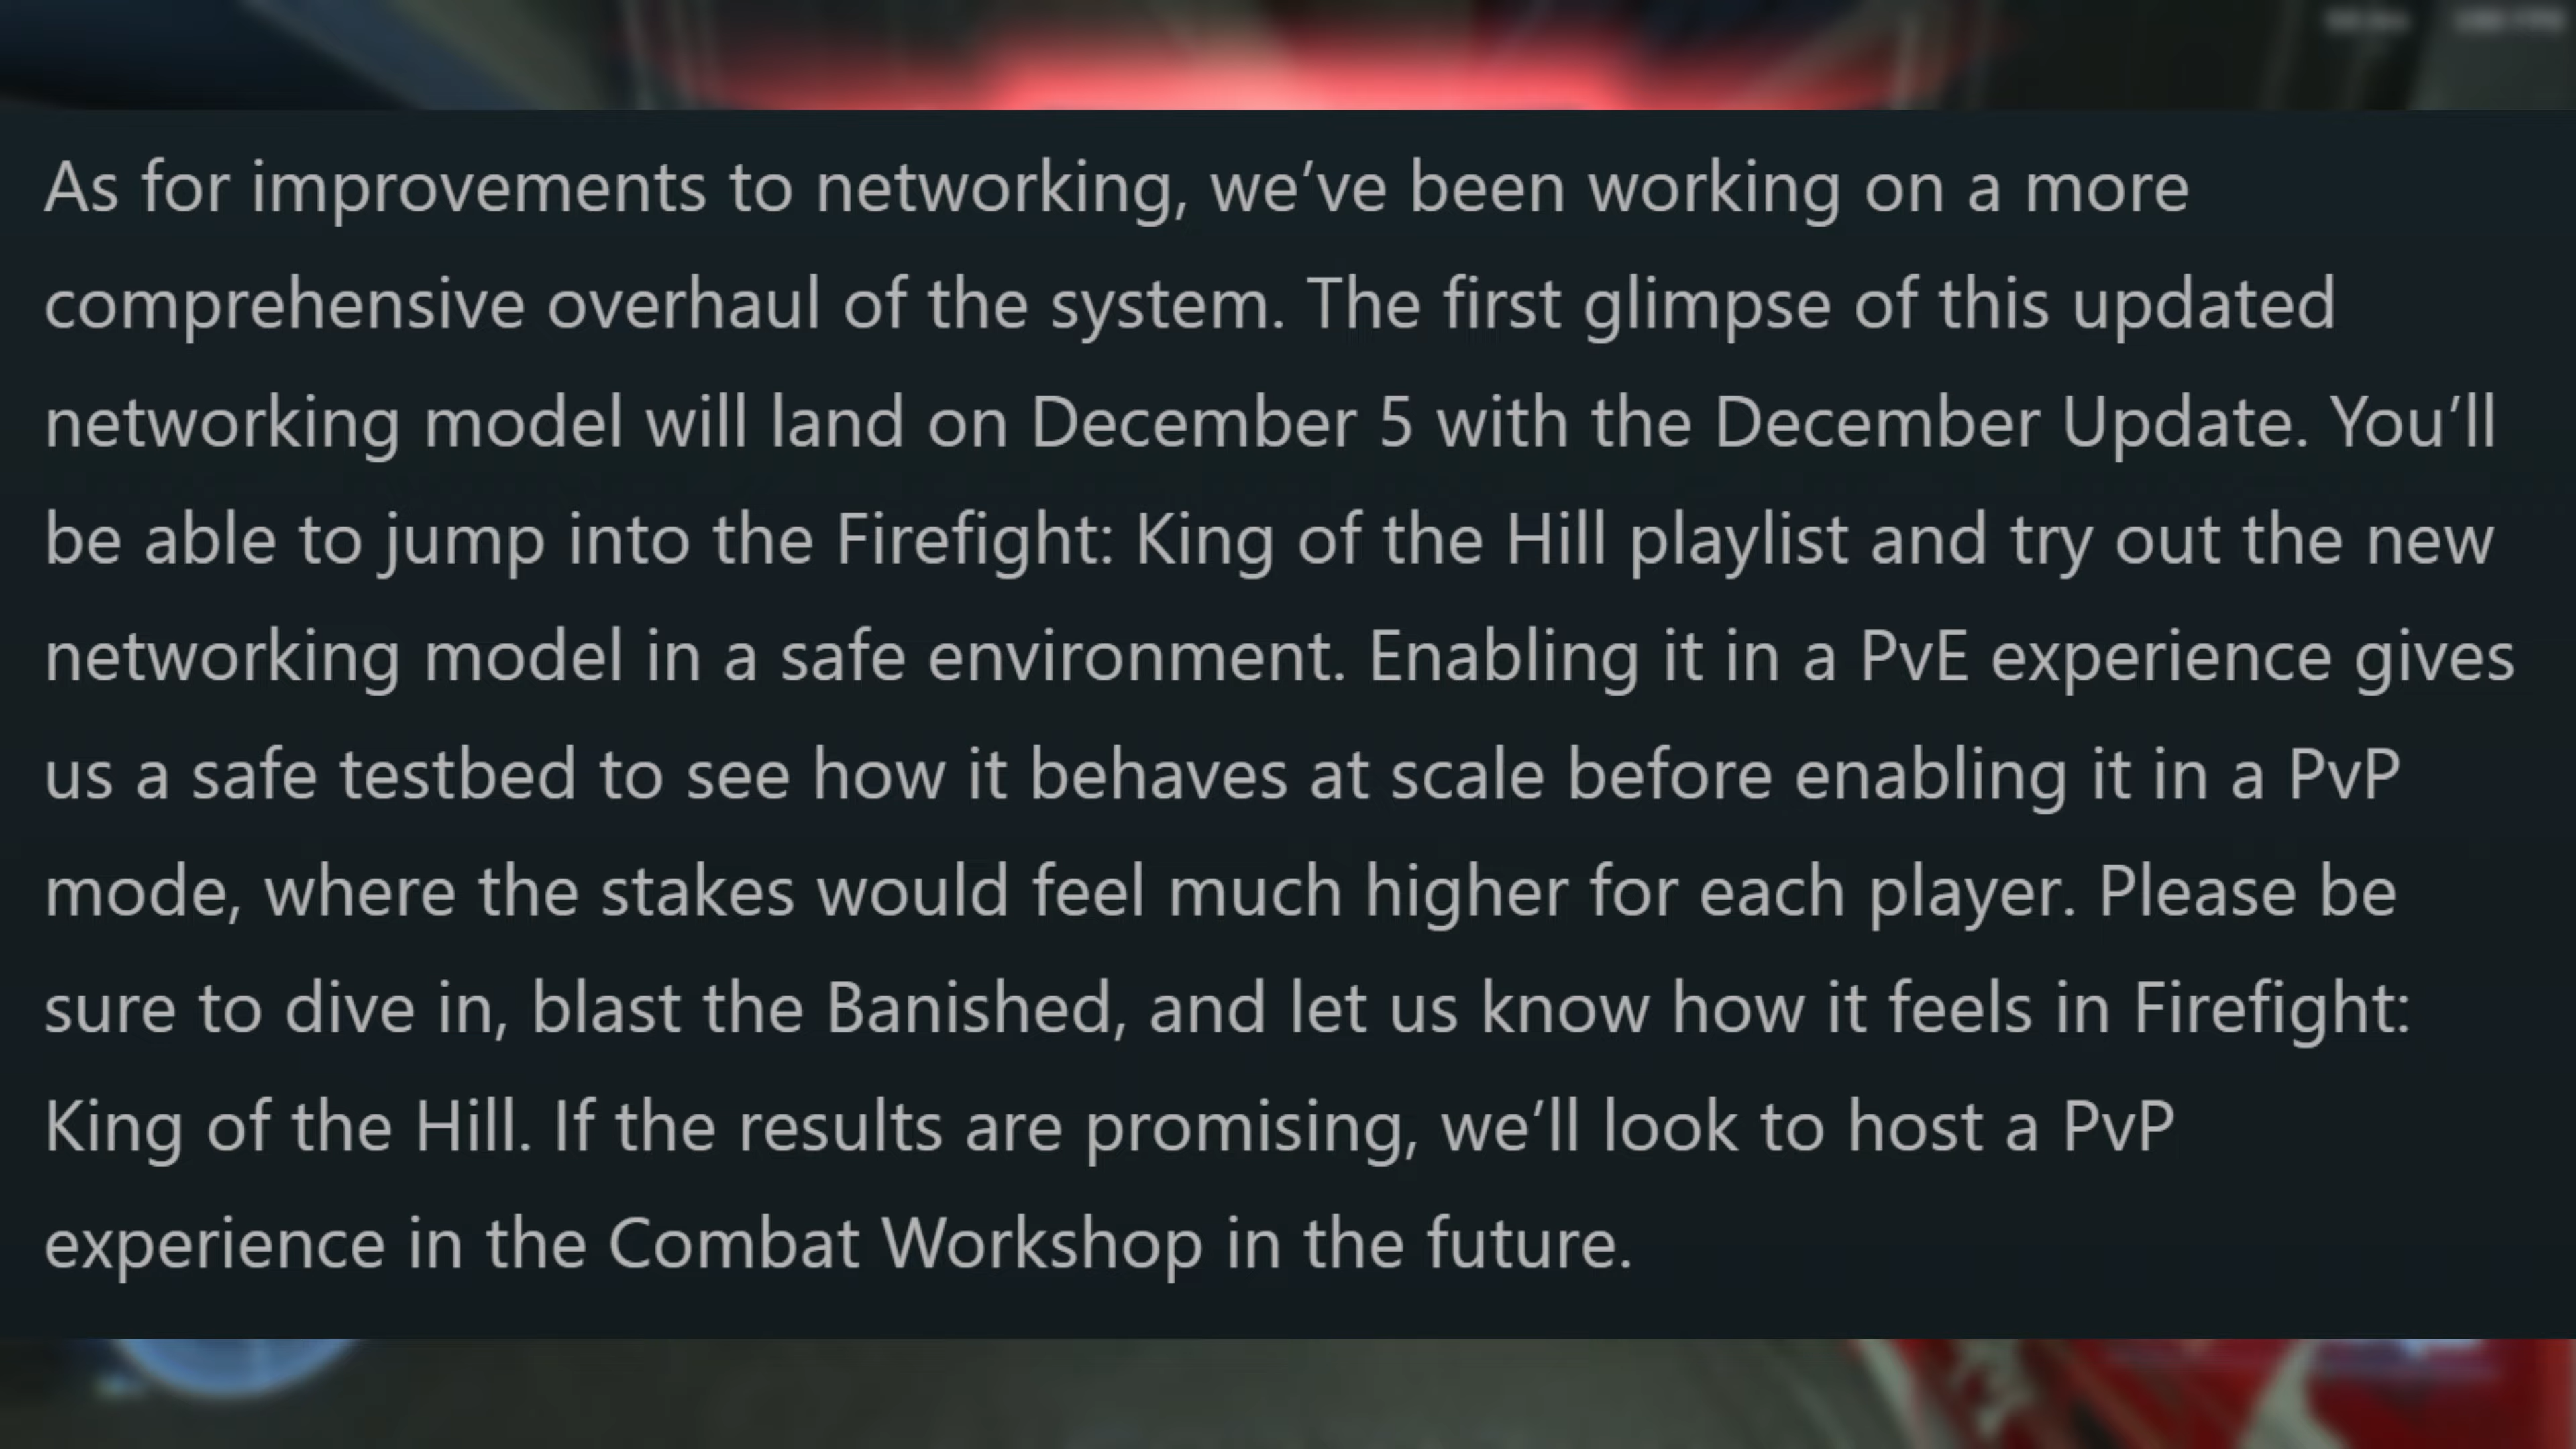 As for improvements to networking, we’ve been working on a more
comprehensive overhaul of the system. The first glimpse of this updated
networking model will land on December 5 with the December Update. You’ll
be able to jump into the Firefight: King of the Hill playlist and try out the new
networking model in a safe environment. Enabling it in a PvE experience gives
us a safe testbed to see how it behaves at scale before enabling it in a PvP
mode, where the stakes would feel much higher for each player. Please be
sure to dive in, blast the Banished, and let us know how it feels in Firefight:
King of the Hill. If the results are promising, we’ll look to host a PvP
experience in the Combat Workshop in the future.